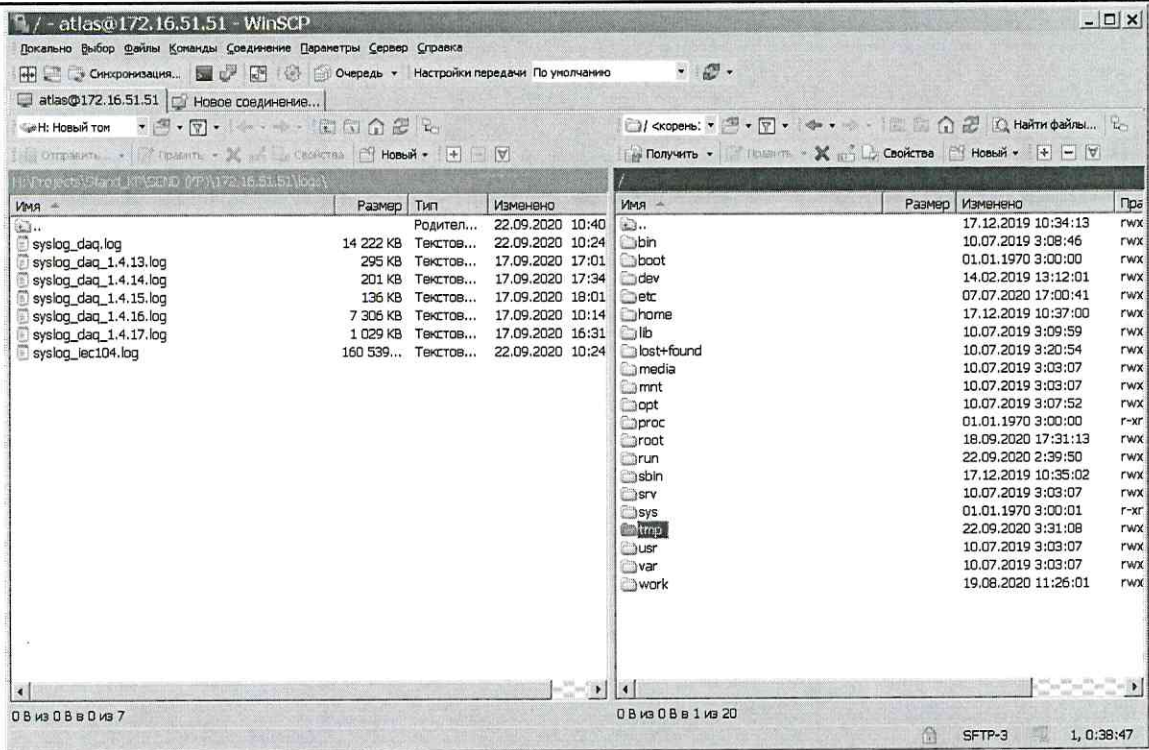 / - atlas@172.16.51.51 - WinSCP
Локально Выбор Файлы Команды Соединение Параметры Сервер Справка
Синхронизация... Очередь Настройки передачи По умолчанию
atlas@172.16.51.51 Новое соединение...
H: Новый том
Отправить Править Свойства Новый
H:\Projects\Stand_KP\SEND (YP)\172.16.51.51\logs\
Имя Размер Тип Изменено
.. Родител... 22.09.2020 10:40
syslog_daq.log 14 222 KB Текстов... 22.09.2020 10:24
syslog_daq_1.4.13.log 295 KB Текстов... 17.09.2020 17:01
syslog_daq_1.4.14.log 201 KB Текстов... 17.09.2020 17:34
syslog_daq_1.4.15.log 136 KB Текстов... 17.09.2020 18:01
syslog_daq_1.4.16.log 7 306 KB Текстов... 17.09.2020 10:14
syslog_daq_1.4.17.log 1 029 KB Текстов... 17.09.2020 16:31
syslog_iec104.log 160 539... Текстов... 22.09.2020 10:24
0 B из 0 B в 0 из 7
/ <корень> Найти файлы...
Получить Править Свойства Новый
/
Имя Размер Изменено Пра
.. 17.12.2019 10:34:13 rwx
bin 10.07.2019 3:08:46 rwx
boot 01.01.1970 3:00:00 rwx
dev 14.02.2019 13:12:01 rwx
etc 07.07.2020 17:00:41 rwx
home 17.12.2019 10:37:00 rwx
lib 10.07.2019 3:09:59 rwx
lost+found 10.07.2019 3:20:54 rwx
media 10.07.2019 3:03:07 rwx
mnt 10.07.2019 3:03:07 rwx
opt 10.07.2019 3:07:52 rwx
proc 01.01.1970 3:00:00 r-xr
root 18.09.2020 17:31:13 rwx
run 22.09.2020 2:39:50 rwx
sbin 17.12.2019 10:35:02 rwx
srv 10.07.2019 3:03:07 rwx
sys 01.01.1970 3:00:01 r-xr
tmp 22.09.2020 3:31:08 rwx
usr 10.07.2019 3:03:07 rwx
var 10.07.2019 3:03:07 rwx
work 19.08.2020 11:26:01 rwx
0 B из 0 B в 1 из 20
SFTP-3 1, 0:38:47